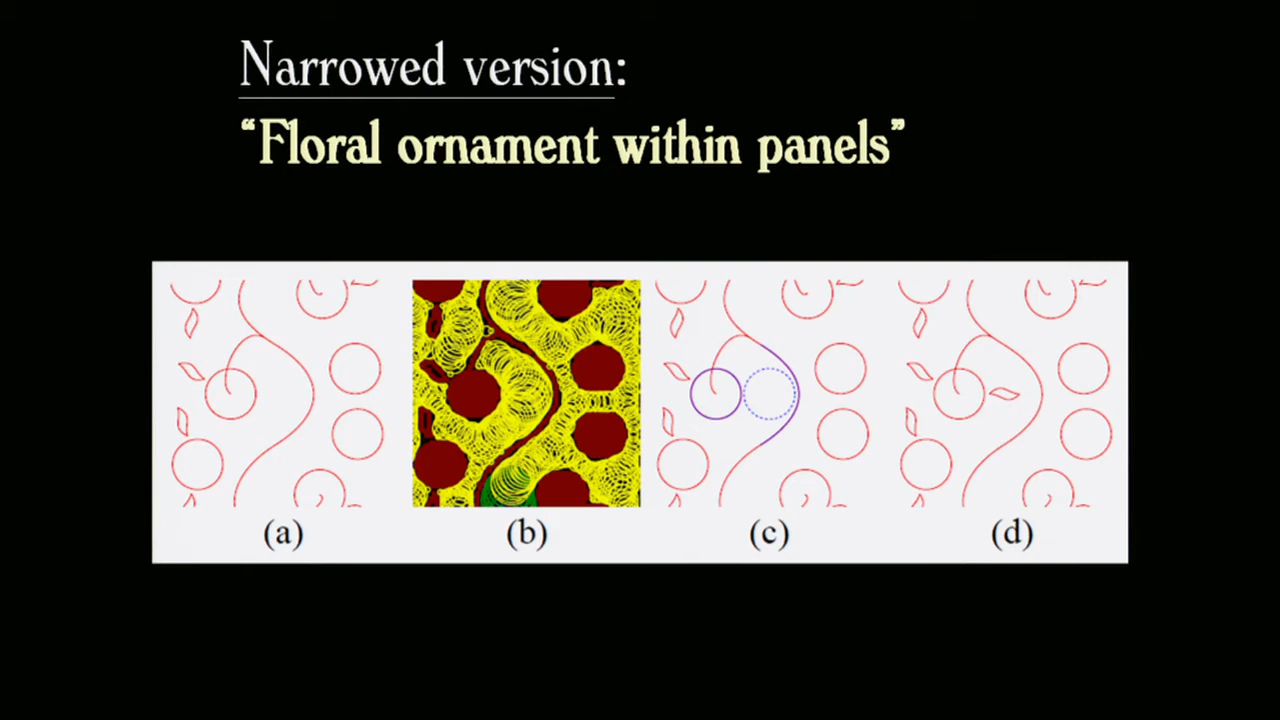 Narrowed version:
“Floral ornament within panels”
(a) (b) (c) (d)